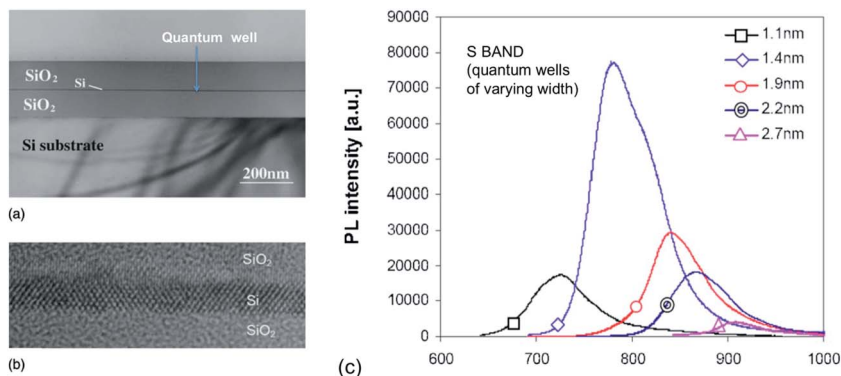 (a)
Quantum well
SiO₂
Si
SiO₂
Si substrate
200nm
(b)
SiO₂
Si
SiO₂
(c)
PL intensity [a.u.]
90000
80000
70000
60000
50000
40000
30000
20000
10000
0
600 700 800 900 1000
S BAND
(quantum wells
of varying width)
1.1nm
1.4nm
1.9nm
2.2nm
2.7nm